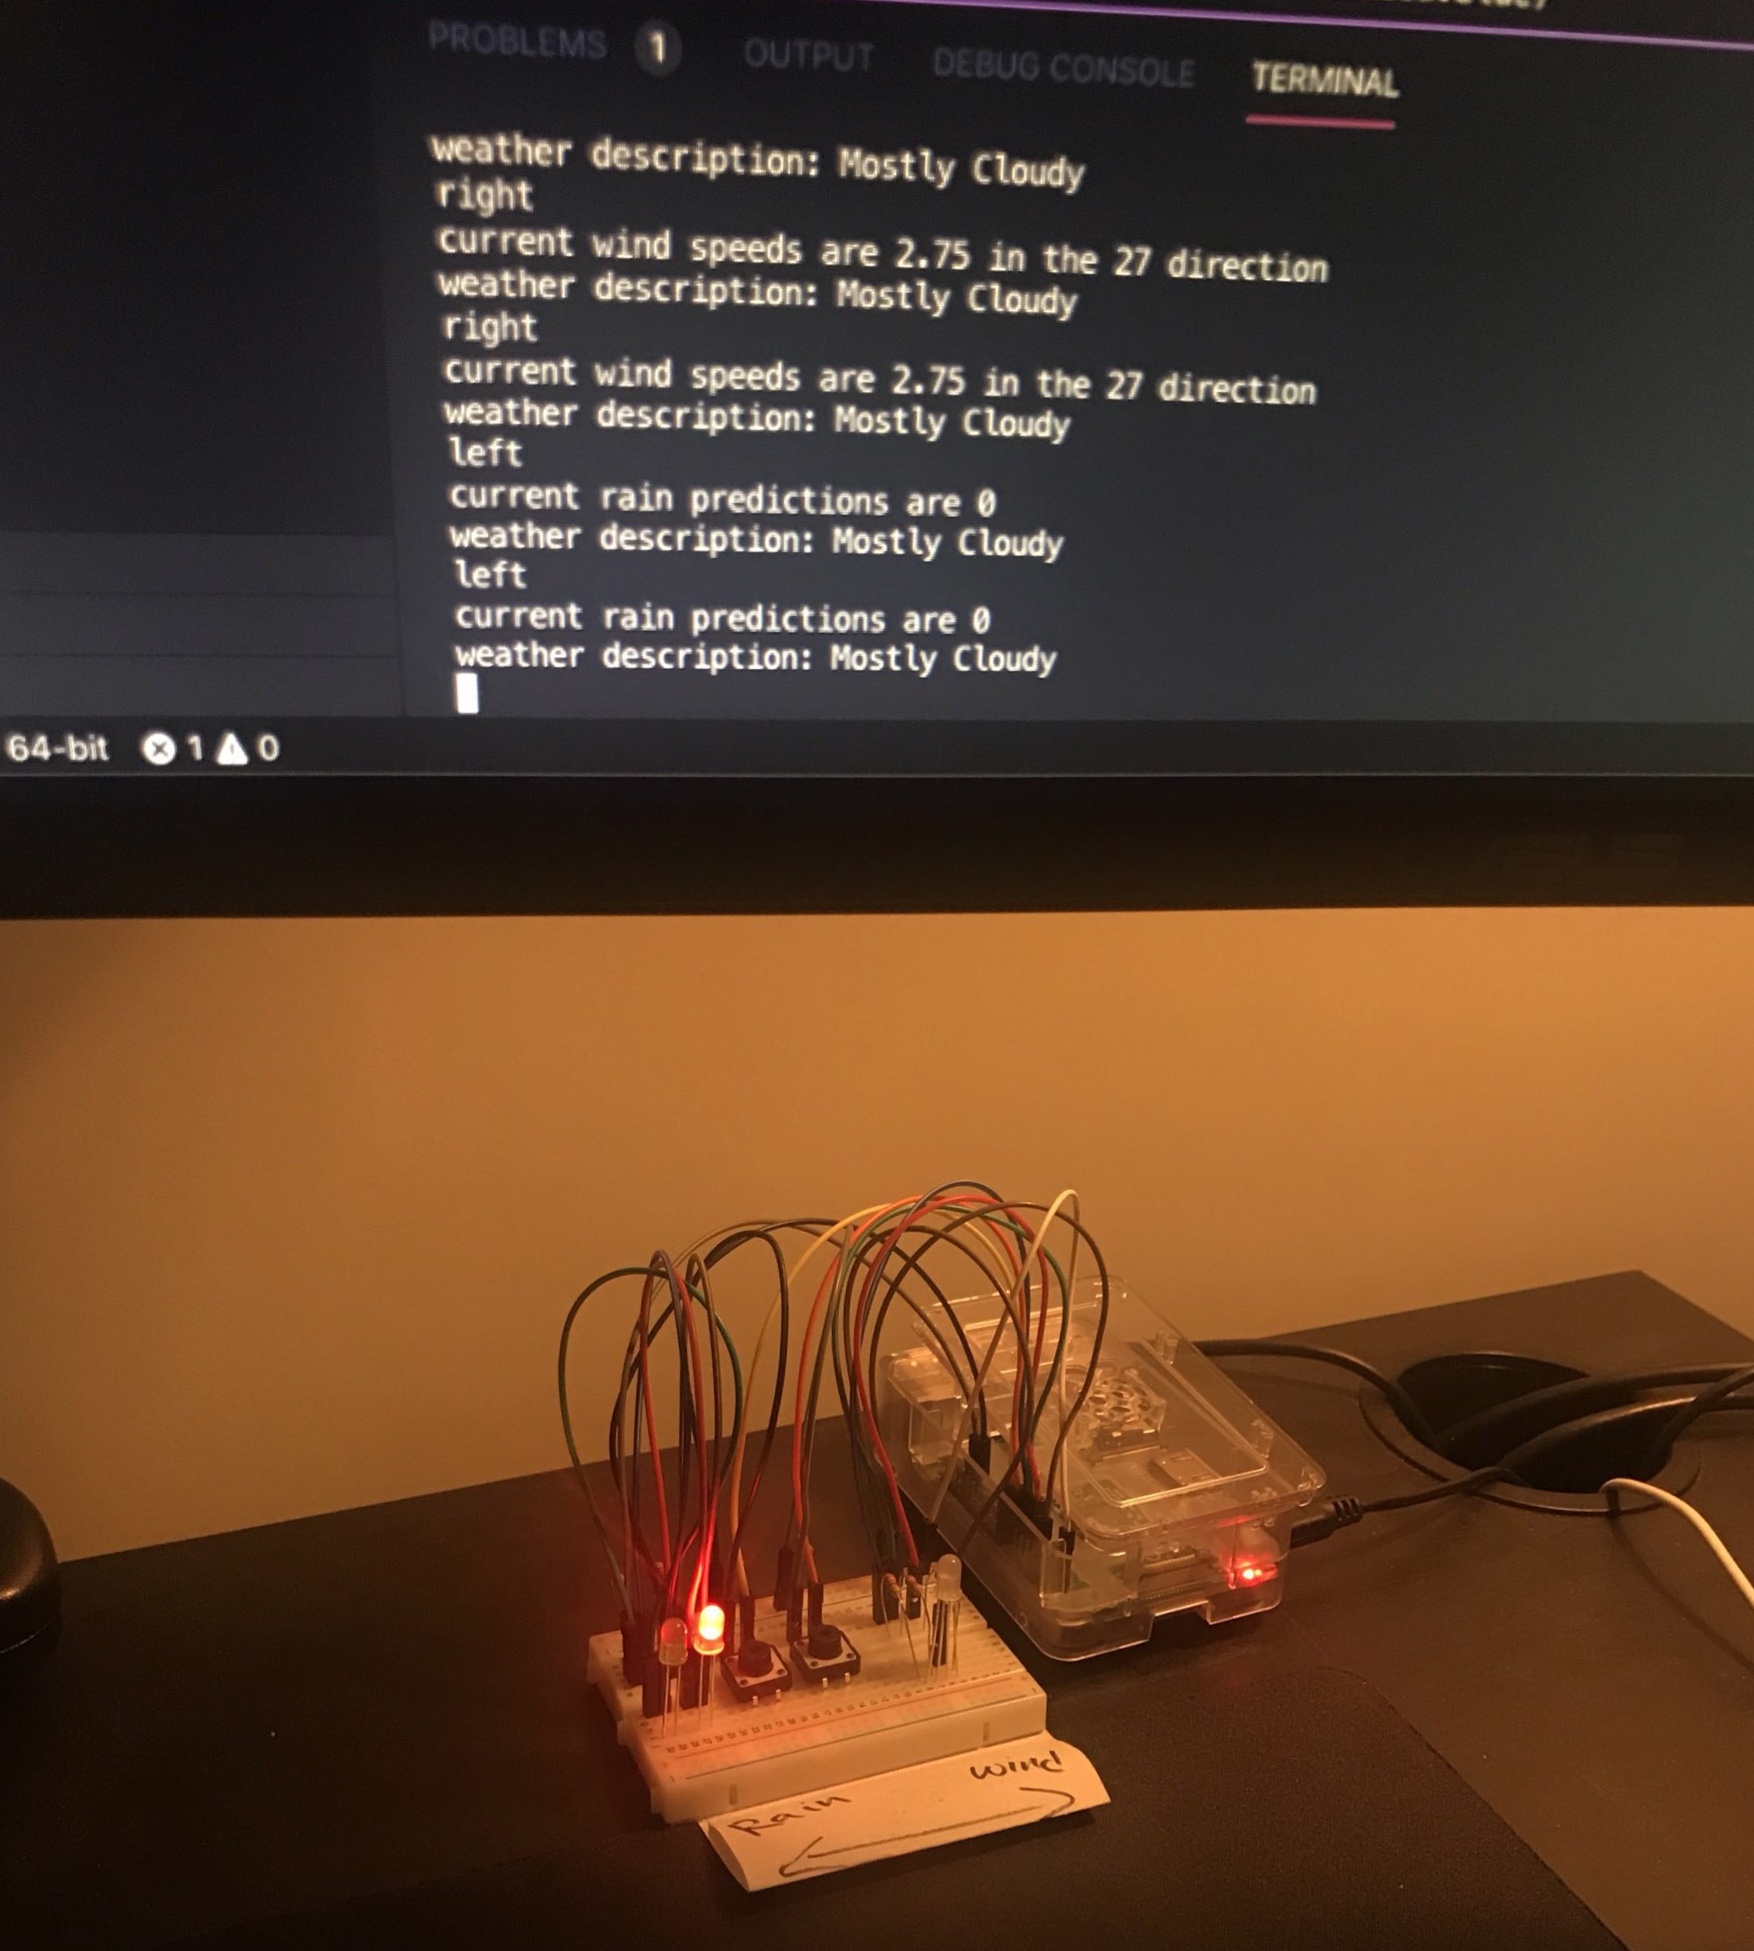 PROBLEMS 1 OUTPUT DEBUG CONSOLE TERMINAL
weather description: Mostly Cloudy
right
current wind speeds are 2.75 in the 27 direction
weather description: Mostly Cloudy
right
current wind speeds are 2.75 in the 27 direction
weather description: Mostly Cloudy
left
current rain predictions are 0
weather description: Mostly Cloudy
left
current rain predictions are 0
weather description: Mostly Cloudy
64-bit 1 0
wind
Rain